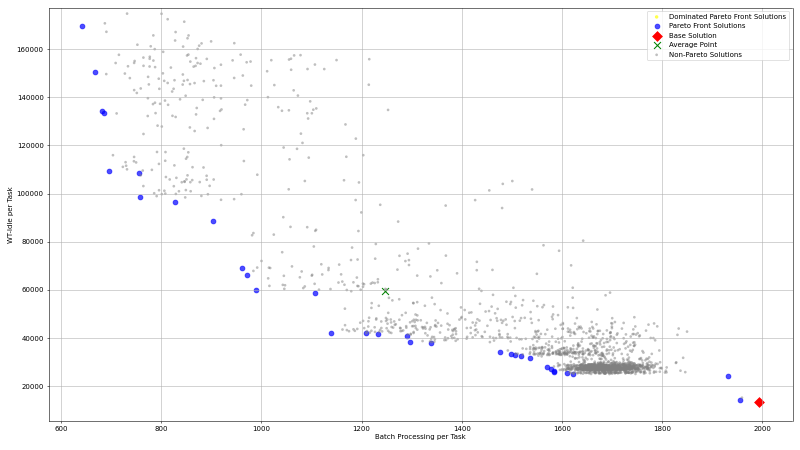 Dominated Pareto Front Solutions
Pareto Front Solutions
Base Solution
Average Point
Non-Pareto Solutions
160000
140000
120000
100000
80000
60000
40000
20000
WT-Idle per Task
600
800
1000
1200
1400
1600
1800
2000
Batch Processing per Task